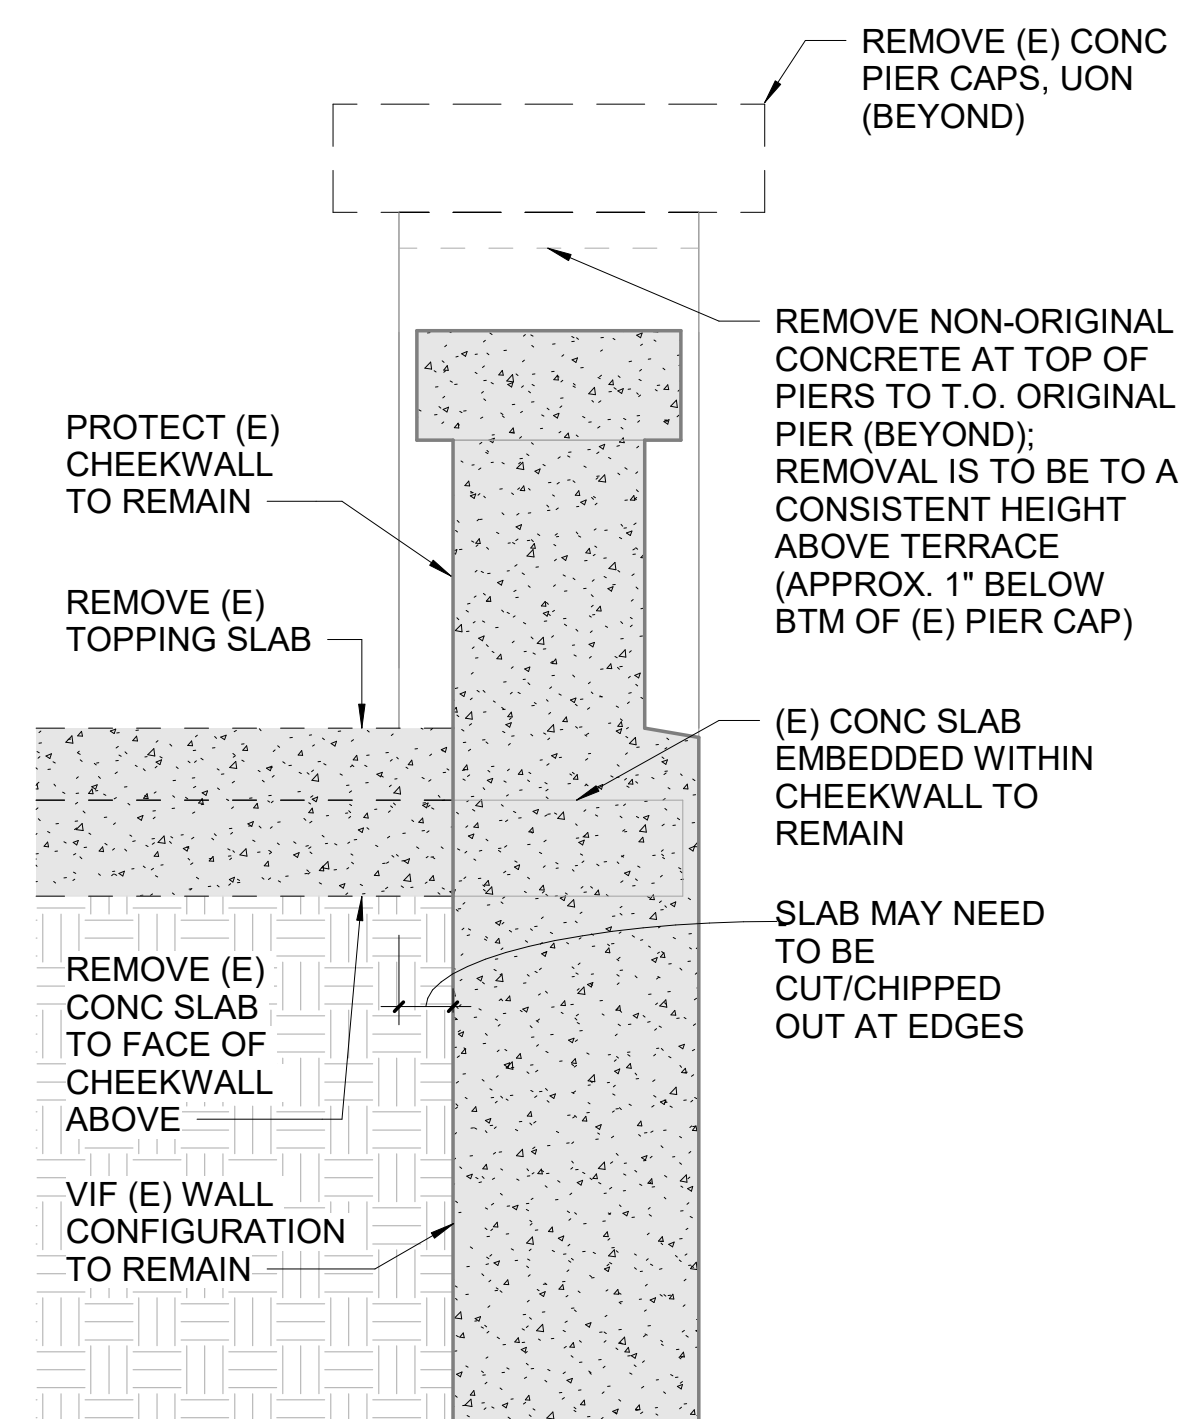 REMOVE (E) CONC
PIER CAPS, UON
(BEYOND)
REMOVE NON-ORIGINAL
CONCRETE AT TOP OF
PIERS TO T.O. ORIGINAL
PIER (BEYOND);
REMOVAL IS TO BE TO A
CONSISTENT HEIGHT
ABOVE TERRACE
(APPROX. 1" BELOW
BTM OF (E) PIER CAP)
PROTECT (E)
CHEEKWALL
TO REMAIN
REMOVE (E)
TOPPING SLAB
(E) CONC SLAB
EMBEDDED WITHIN
CHEEKWALL TO
REMAIN
SLAB MAY NEED
TO BE
CUT/CHIPPED
OUT AT EDGES
REMOVE (E)
CONC SLAB
TO FACE OF
CHEEKWALL
ABOVE
VIF (E) WALL
CONFIGURATION
TO REMAIN